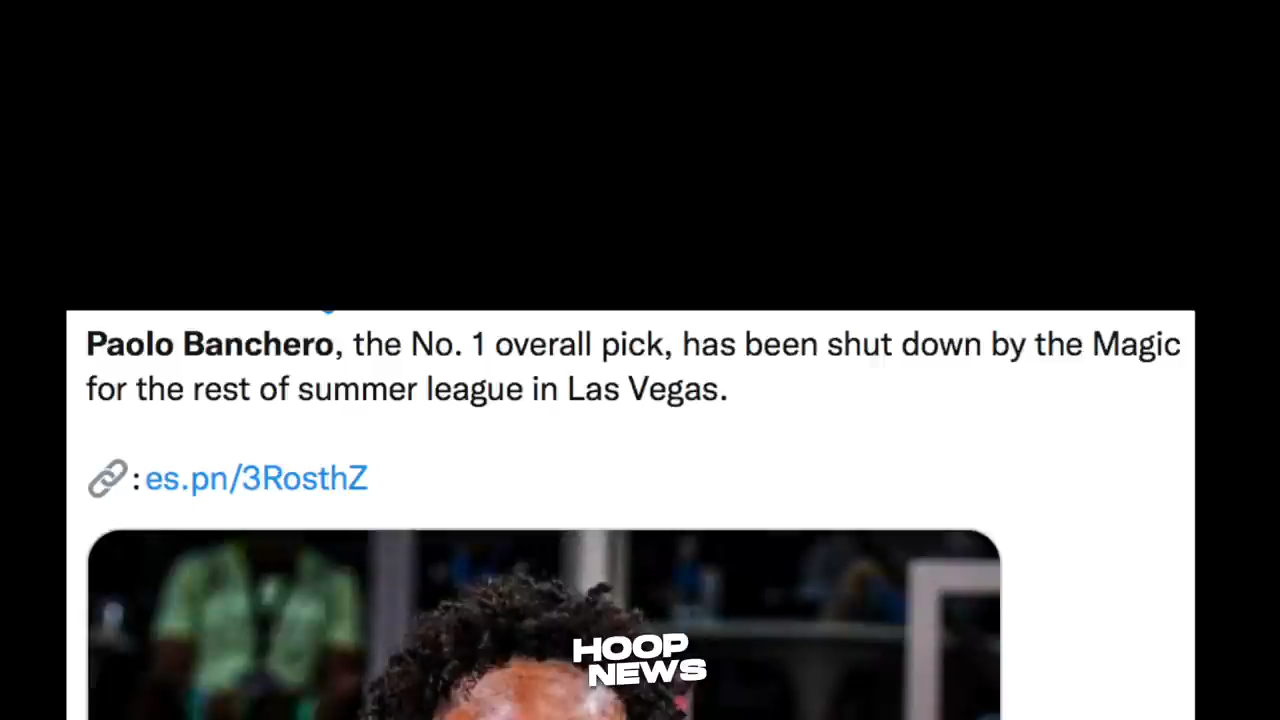 Paolo Banchero, the No. 1 overall pick, has been shut down by the Magic
for the rest of summer league in Las Vegas.
🔗: es.pn/3RosthZ
HOOP
NEWS